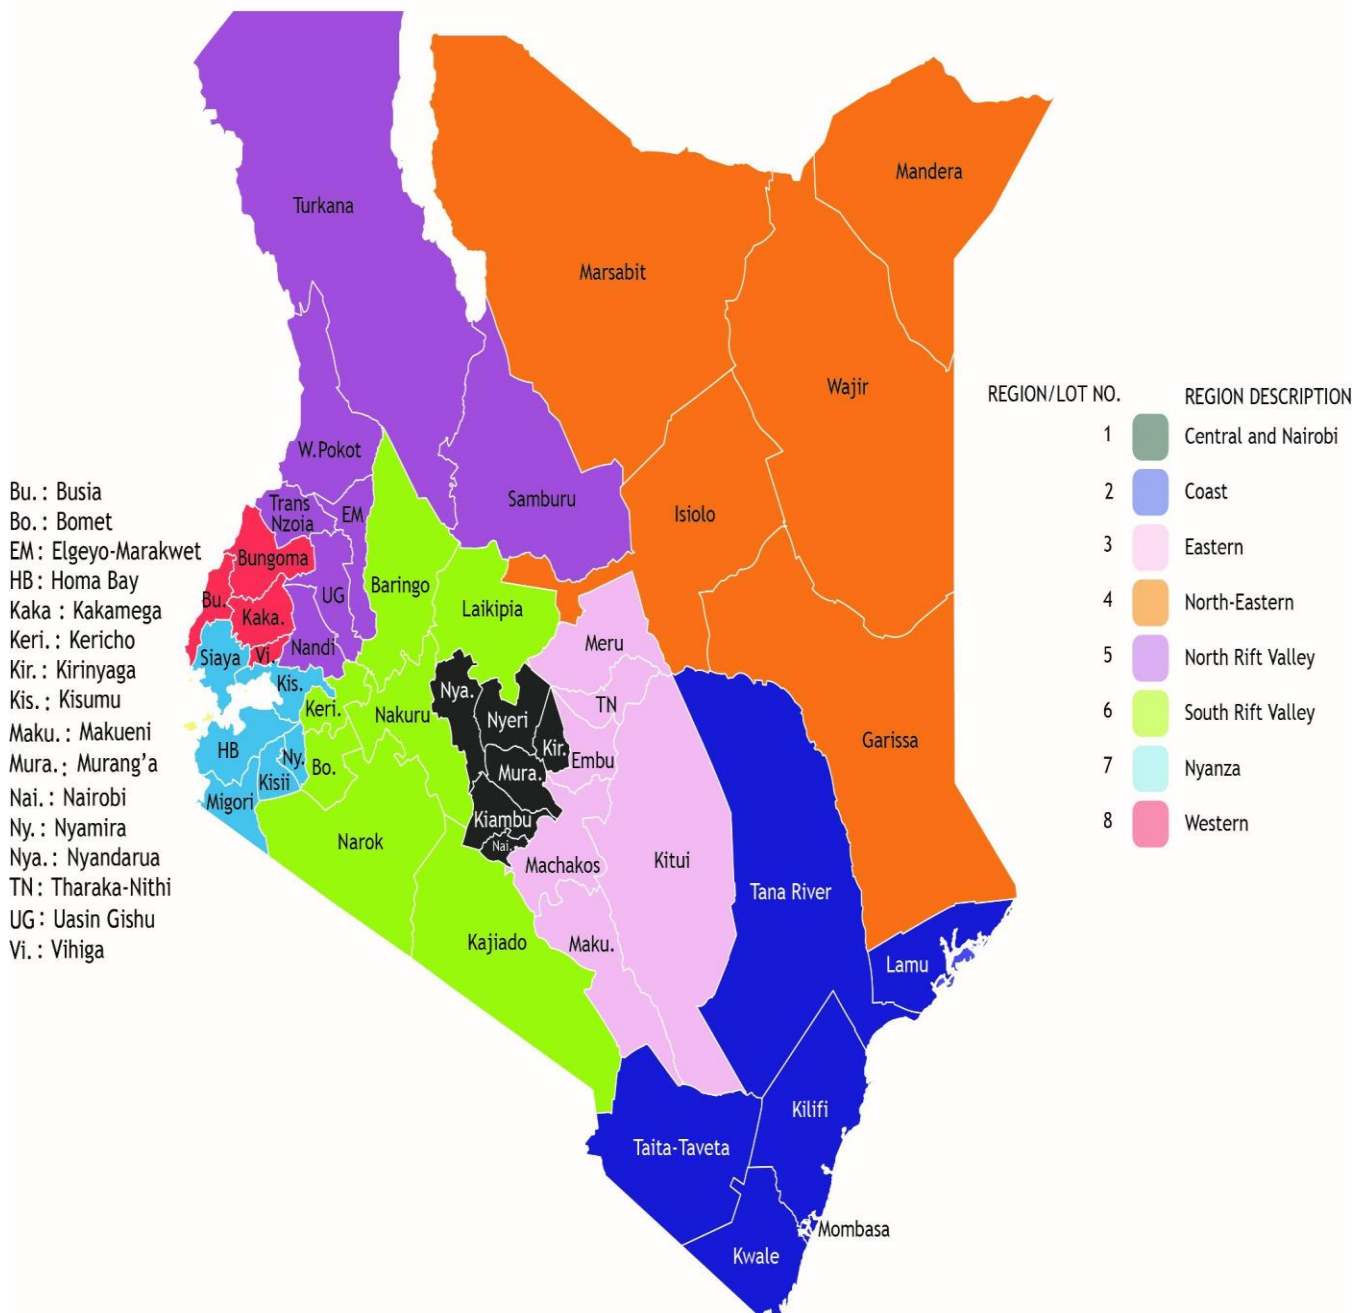 Turkana
Mandera
Marsabit
Wajir
W.Pokot
Samburu
Isiolo
Trans
Nzoia
EM
Bungoma
Baringo
UG
Laikipia
Bu.
Kaka.
Nandi
Vi.
Siaya
Meru
Kis.
Nya.
TN
Keri.
Nakuru
Nyeri
Garissa
HB
Ny.
Kir.
Embu
Bo.
Mura.
Kisii
Migori
Kiambu
Narok
Nai.
Machakos
Kitui
Tana River
Kajiado
Maku.
Lamu
Kilifi
Taita-Taveta
Mombasa
Kwale
Bu. : Busia
Bo. : Bomet
EM : Elgeyo-Marakwet
HB : Homa Bay
Kaka : Kakamega
Keri. : Kericho
Kir. : Kirinyaga
Kis. : Kisumu
Maku. : Makueni
Mura. : Murang'a
Nai. : Nairobi
Ny. : Nyamira
Nya. : Nyandarua
TN : Tharaka-Nithi
UG : Uasin Gishu
Vi. : Vihiga
REGION/LOT NO. REGION DESCRIPTION
1 Central and Nairobi
2 Coast
3 Eastern
4 North-Eastern
5 North Rift Valley
6 South Rift Valley
7 Nyanza
8 Western